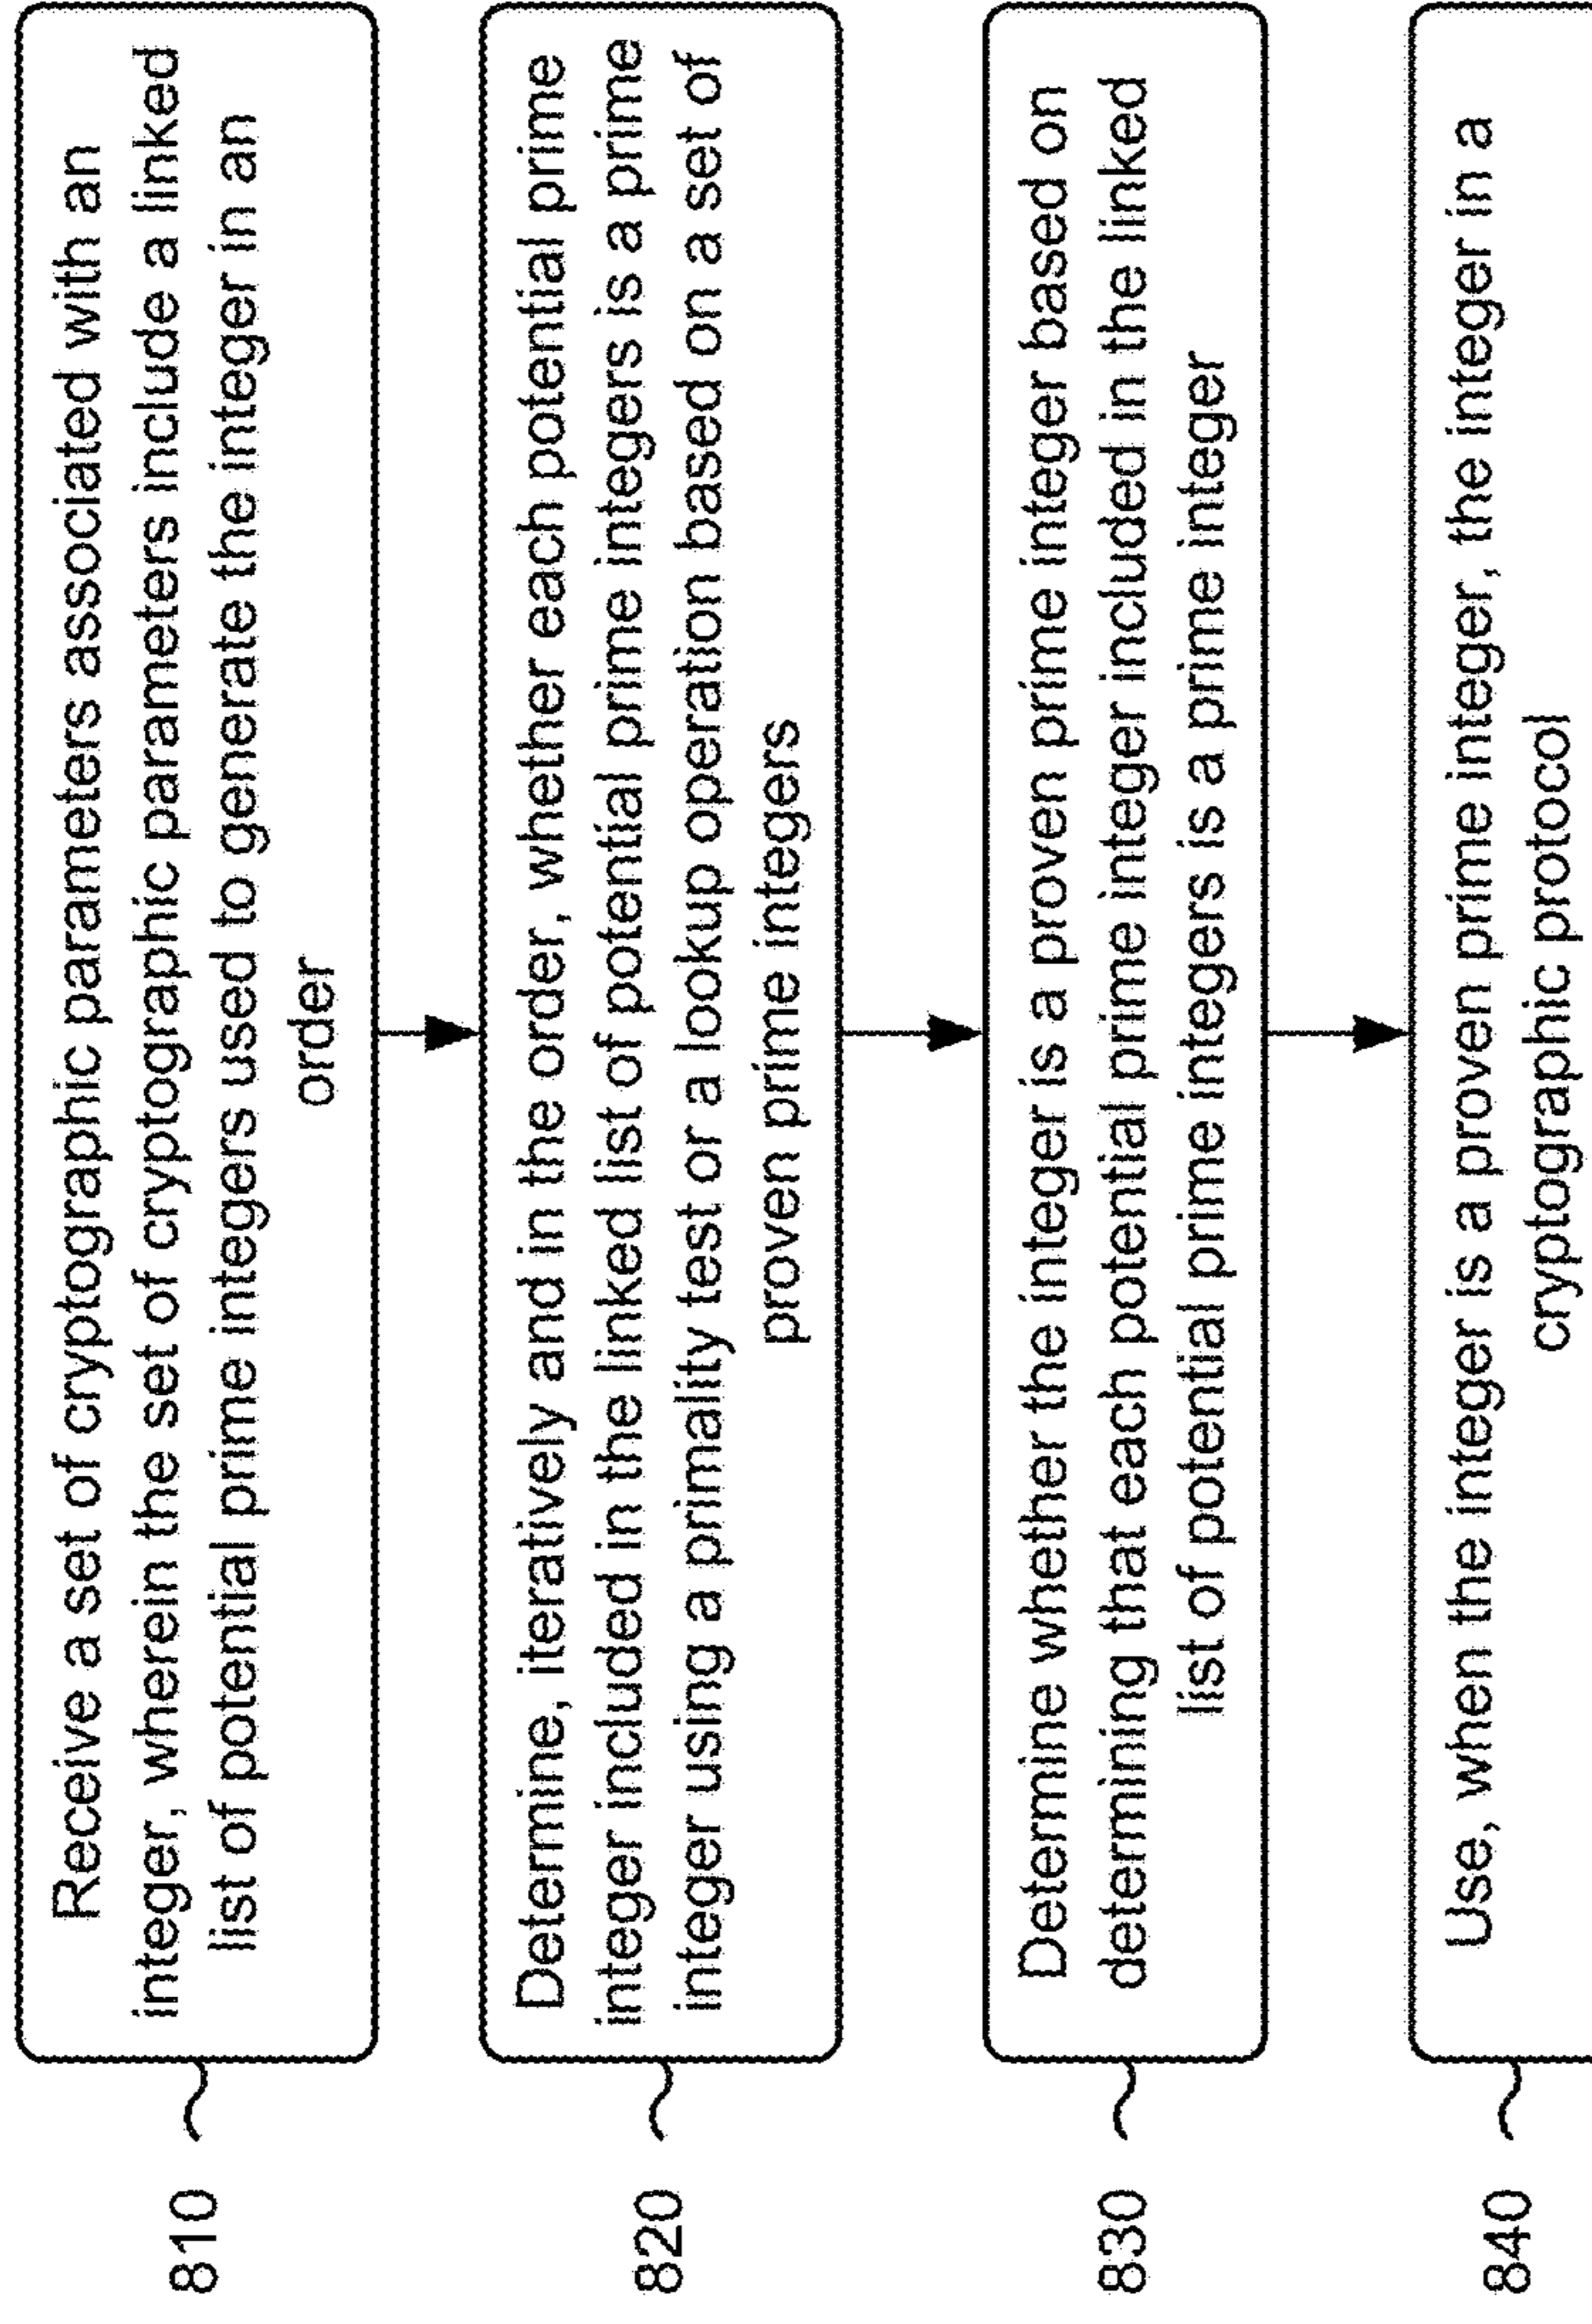 810
Receive a set of cryptographic parameters associated with an
integer, wherein the set of cryptographic parameters include a linked
list of potential prime integers used to generate the integer in an
order
820
Determine, iteratively and in the order, whether each potential prime
integer included in the linked list of potential prime integers is a prime
integer using a primality test or a lookup operation based on a set of
proven prime integers
830
Determine whether the integer is a proven prime integer based on
determining that each potential prime integer included in the linked
list of potential prime integers is a prime integer
840
Use, when the integer is a proven prime integer, the integer in a
cryptographic protocol